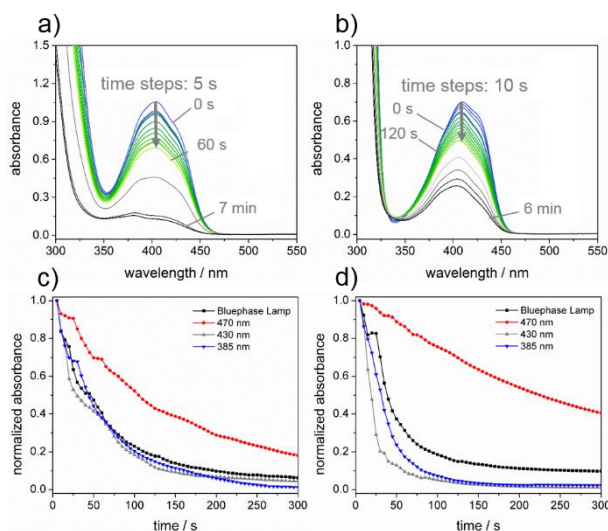 a)
1.5
1.2
0.9
0.6
0.3
0.0
absorbance
time steps: 5 s
0 s
60 s
7 min
300 350 400 450 500 550
wavelength / nm
b)
1.0
0.8
0.6
0.4
0.2
0.0
absorbance
time steps: 10 s
0 s
120 s
6 min
300 350 400 450 500 550
wavelength / nm
c)
1.0
0.8
0.6
0.4
0.2
0.0
normalized absorbance
Bluephase Lamp
470 nm
430 nm
385 nm
0 50 100 150 200 250 300
time / s
d)
1.0
0.8
0.6
0.4
0.2
0.0
normalized absorbance
Bluephase Lamp
470 nm
430 nm
385 nm
0 50 100 150 200 250 300
time / s